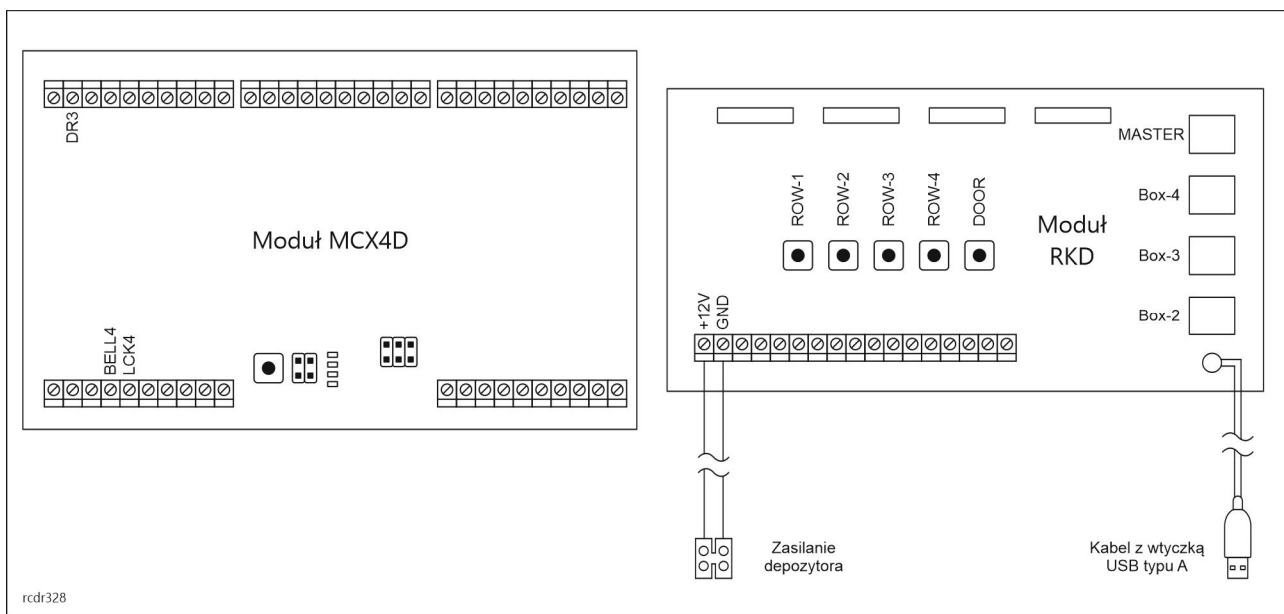 DR3
Moduł MCX4D
BELL4
LCK4
MASTER
Box-4
Box-3
Box-2
ROW-1
ROW-2
ROW-3
ROW-4
DOOR
Moduł
RKD
+12V
GND
Zasilanie
depozytora
Kabel z wtyczką
USB typu A
rcdr328